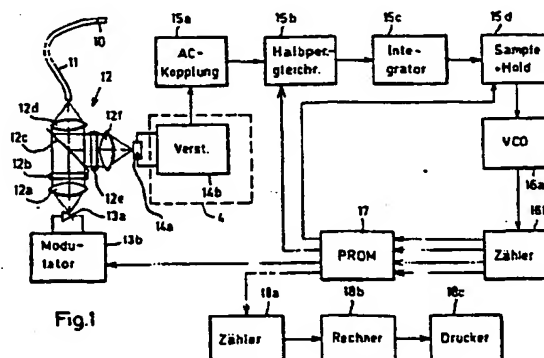 15a
15b
15c
15d
10
AC-
Kopplung
Halbper.
gleichr.
Inte-
grator
Sample
+Hold
11
12
12d
12f
12c
12b
12a
Verst.
14b
VCO
16a
12e
13a
14a
4
17
Modu-
lator
13b
PROM
Zähler
Fig.1
18a
18b
18c
Zähler
Rechner
Drucker